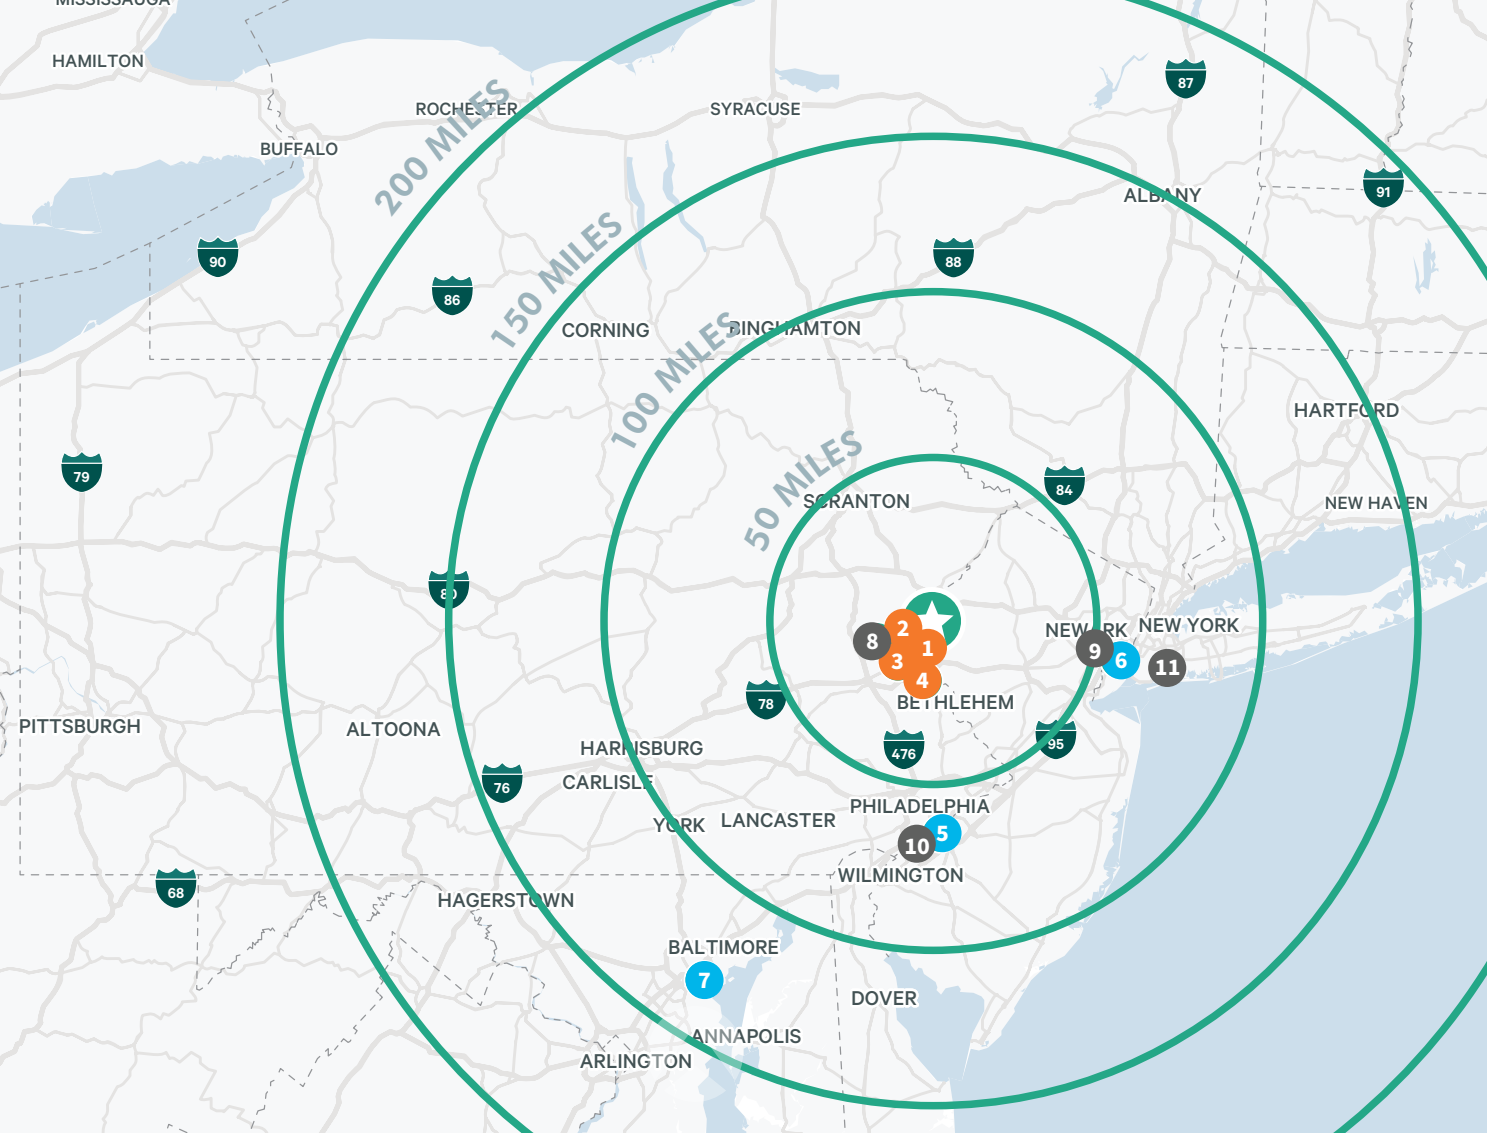 MISSISSAUGA
HAMILTON
87
ROCHESTER
SYRACUSE
BUFFALO
200 MILES
91
ALBANY
90
88
86
150 MILES
CORNING
BINGHAMTON
100 MILES
HARTFORD
79
84
50 MILES
SCRANTON
NEW HAVEN
80
2
8
1
3
4
NEWARK
NEW YORK
9
6
11
78
BETHLEHEM
PITTSBURGH
ALTOONA
95
476
HARRISBURG
76
CARLISLE
PHILADELPHIA
YORK
LANCASTER
5
10
WILMINGTON
68
HAGERSTOWN
BALTIMORE
7
DOVER
ANNAPOLIS
ARLINGTON